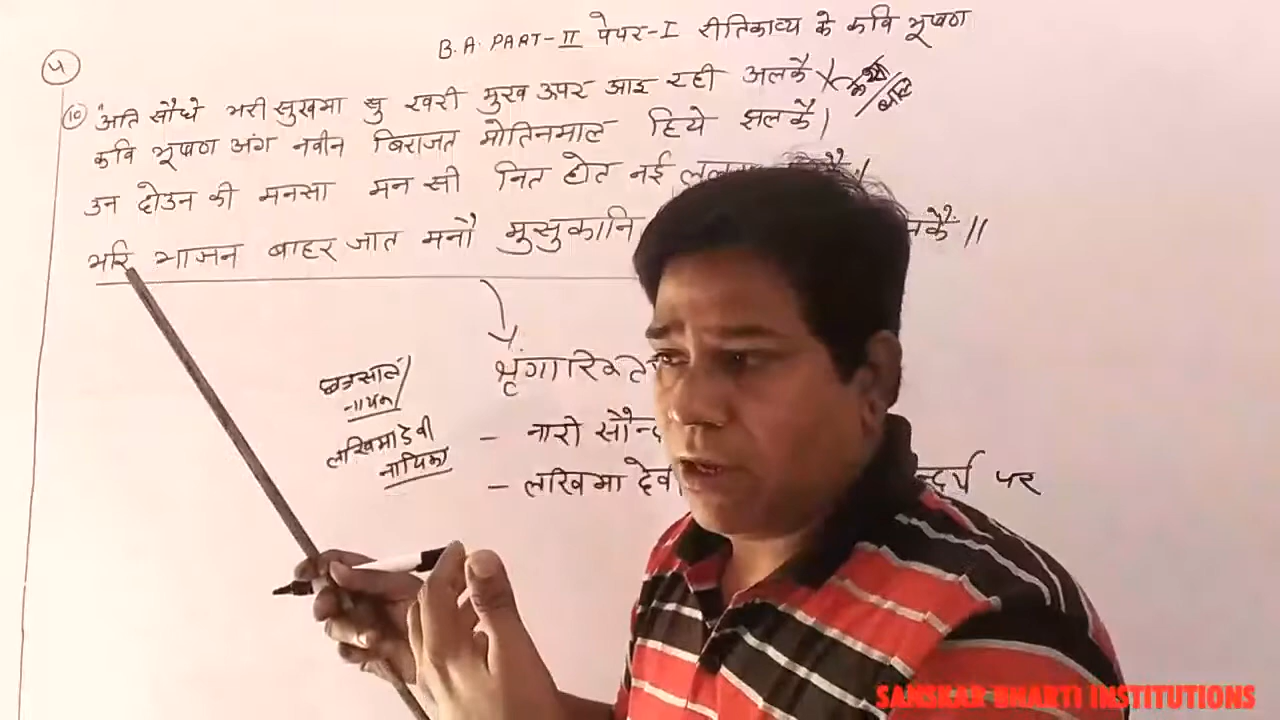 B.A. PART-II पेपर-I रीतिकाव्य के कवि भूषण
५
(10) अति सौधे भरी सुखमा सु खरी मुख ऊपर आइ रही अलकै
कवि भूषण अंग नवीन बिराजत मोतिनमाल हिये झलकै।
उन दोउन की मनसा मन सी नित होत नई
भरि भाजन बाहर जात मनौ मुसुकानि
शृंगारिकता
छत्रसाल
नायक
लखिमादेवी
नायिका
- नारी
- लखिमा देवी पर
SANSKAR BHARTI INSTITUTIONS